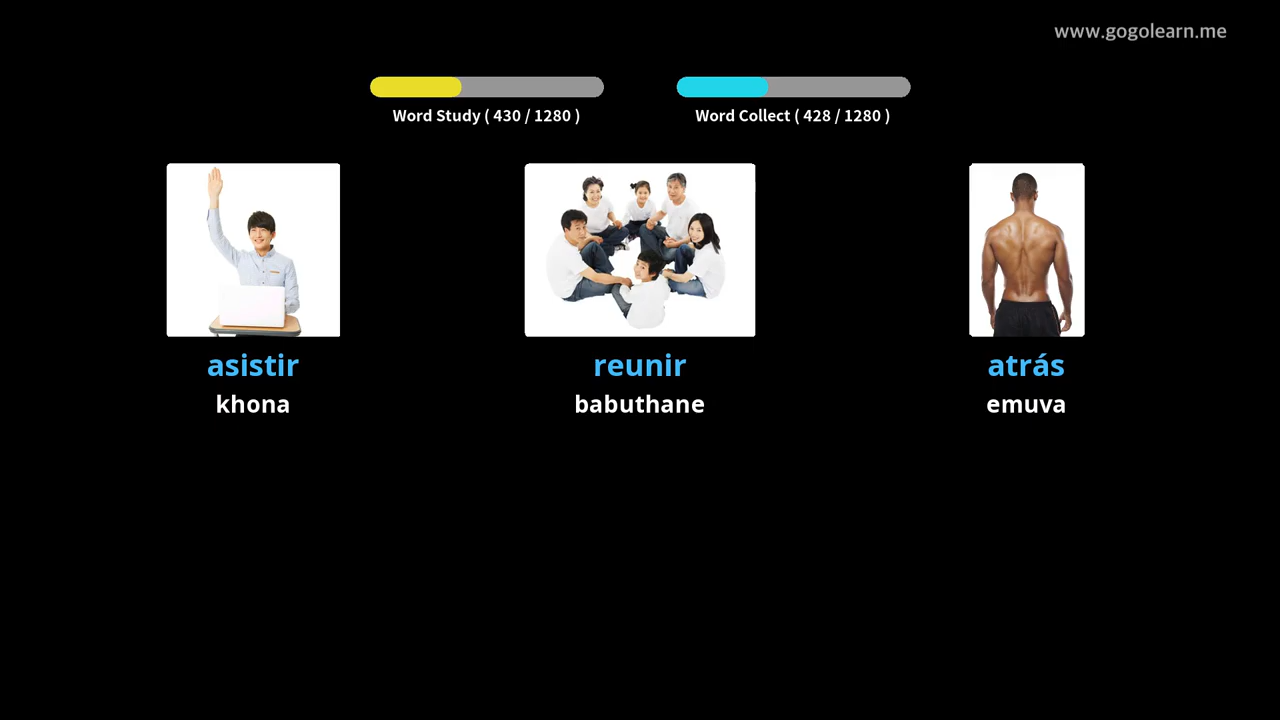 www.gogolearn.me
Word Study ( 430 / 1280 )
Word Collect ( 428 / 1280 )
asistir
khona
reunir
babuthane
atrás
emuva